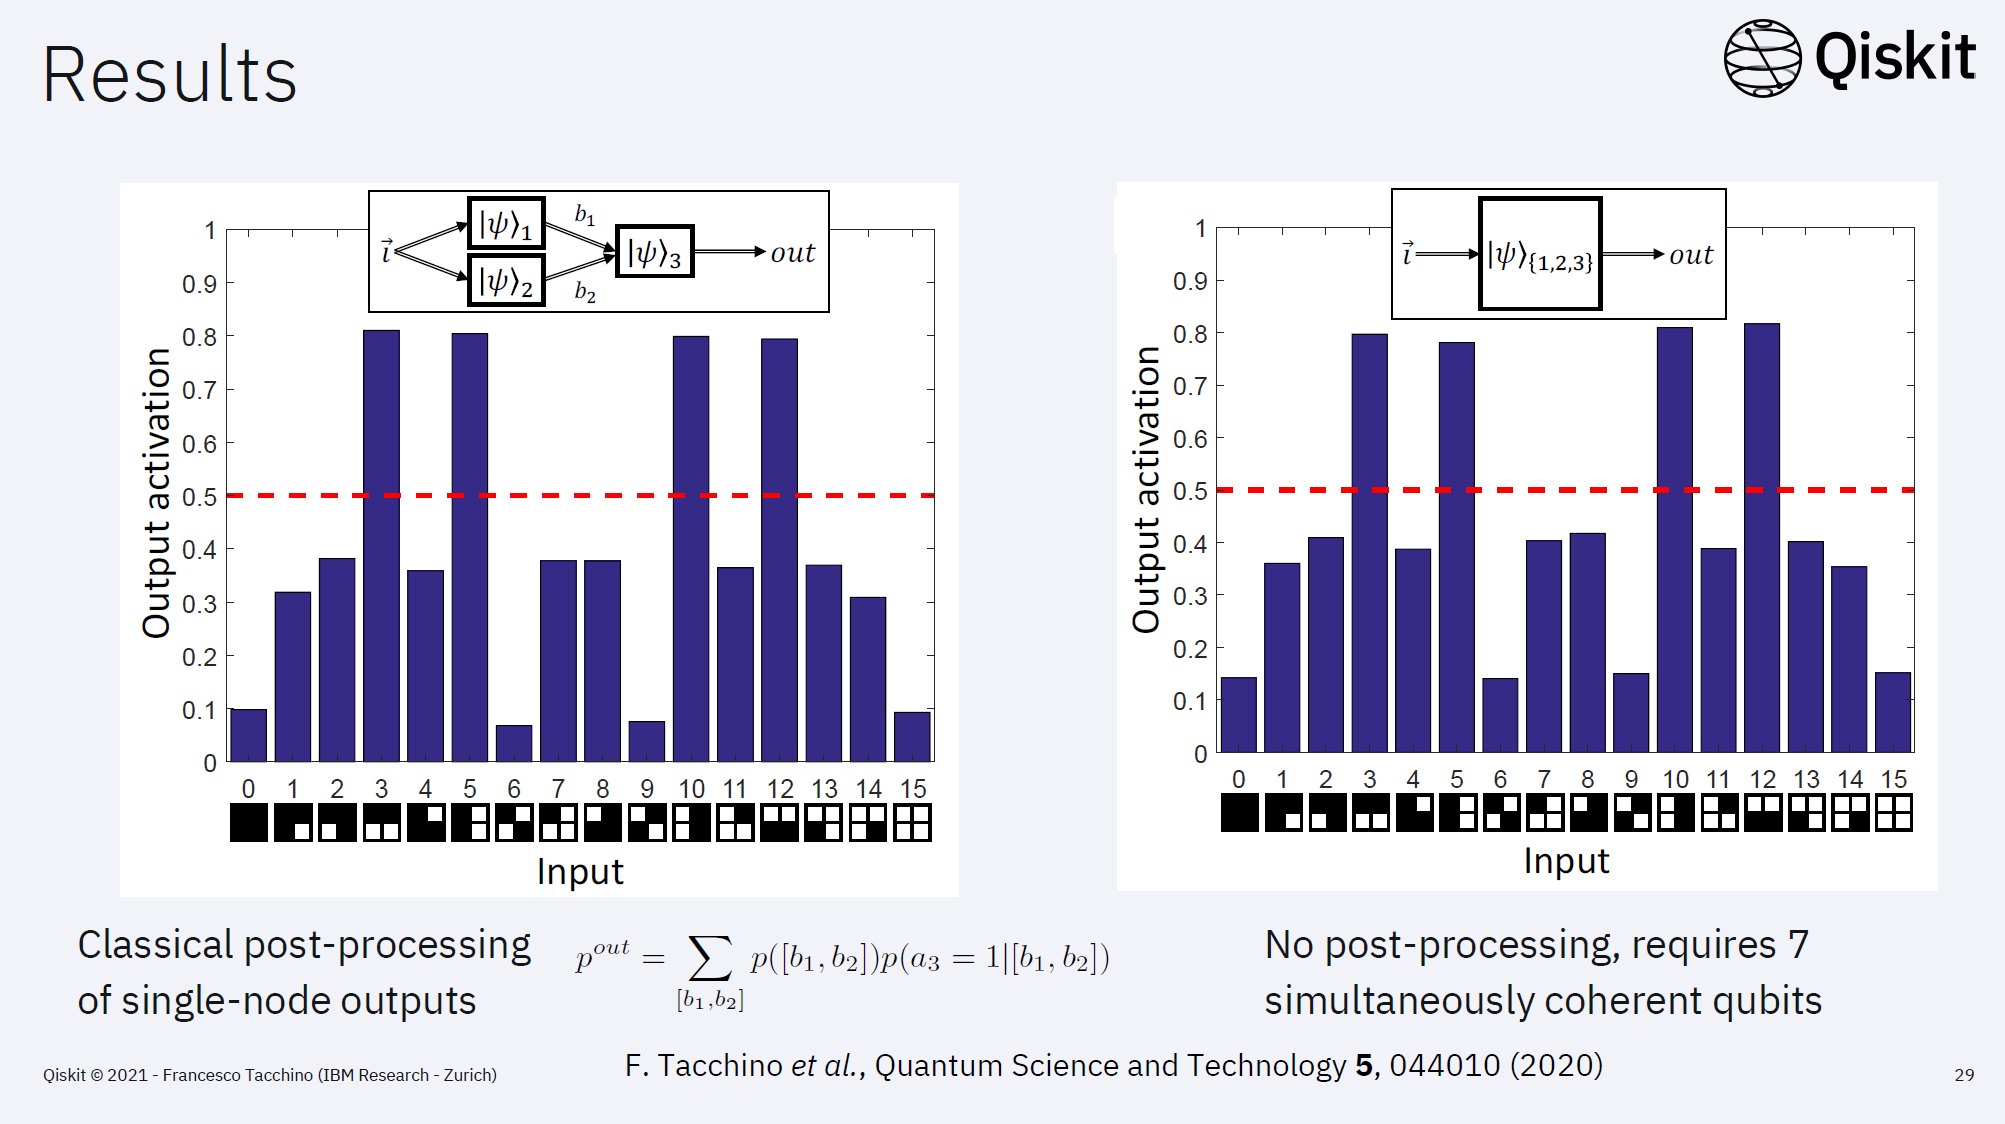 Results
Qiskit
1
0.9
0.8
0.7
0.6
0.5
0.4
0.3
0.2
0.1
0
Output activation
i⃗
|ψ⟩₁
|ψ⟩₂
b₁
b₂
|ψ⟩₃
out
0 1 2 3 4 5 6 7 8 9 10 11 12 13 14 15
Input
1
0.9
0.8
0.7
0.6
0.5
0.4
0.3
0.2
0.1
0
Output activation
i⃗
|ψ⟩{1,2,3}
out
0 1 2 3 4 5 6 7 8 9 10 11 12 13 14 15
Input
Classical post-processing
of single-node outputs
pᵒᵘᵗ = ∑ p([b₁, b₂])p(a₃ = 1|[b₁, b₂])
[b₁,b₂]
No post-processing, requires 7
simultaneously coherent qubits
F. Tacchino et al., Quantum Science and Technology 5, 044010 (2020)
Qiskit © 2021 - Francesco Tacchino (IBM Research - Zurich)
29